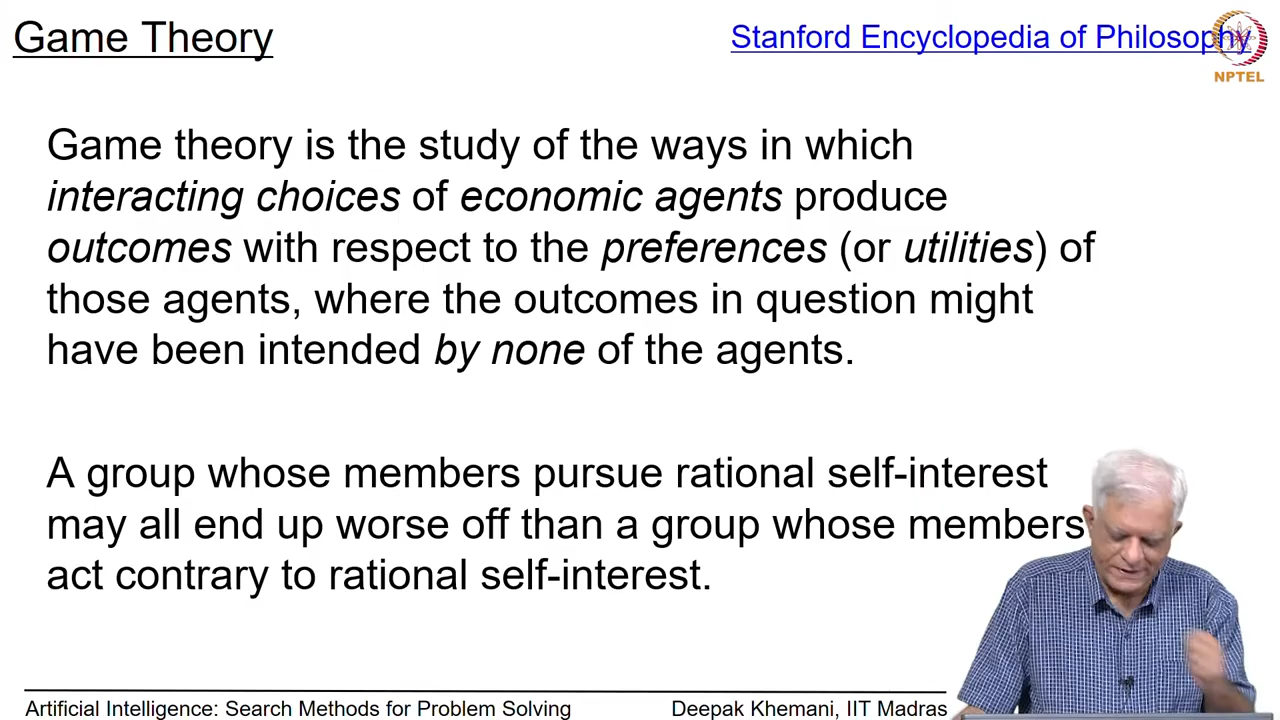 Game Theory
Stanford Encyclopedia of Philosophy
NPTEL
Game theory is the study of the ways in which
interacting choices of economic agents produce
outcomes with respect to the preferences (or utilities) of
those agents, where the outcomes in question might
have been intended by none of the agents.
A group whose members pursue rational self-interest
may all end up worse off than a group whose members
act contrary to rational self-interest.
Artificial Intelligence: Search Methods for Problem Solving
Deepak Khemani, IIT Madras